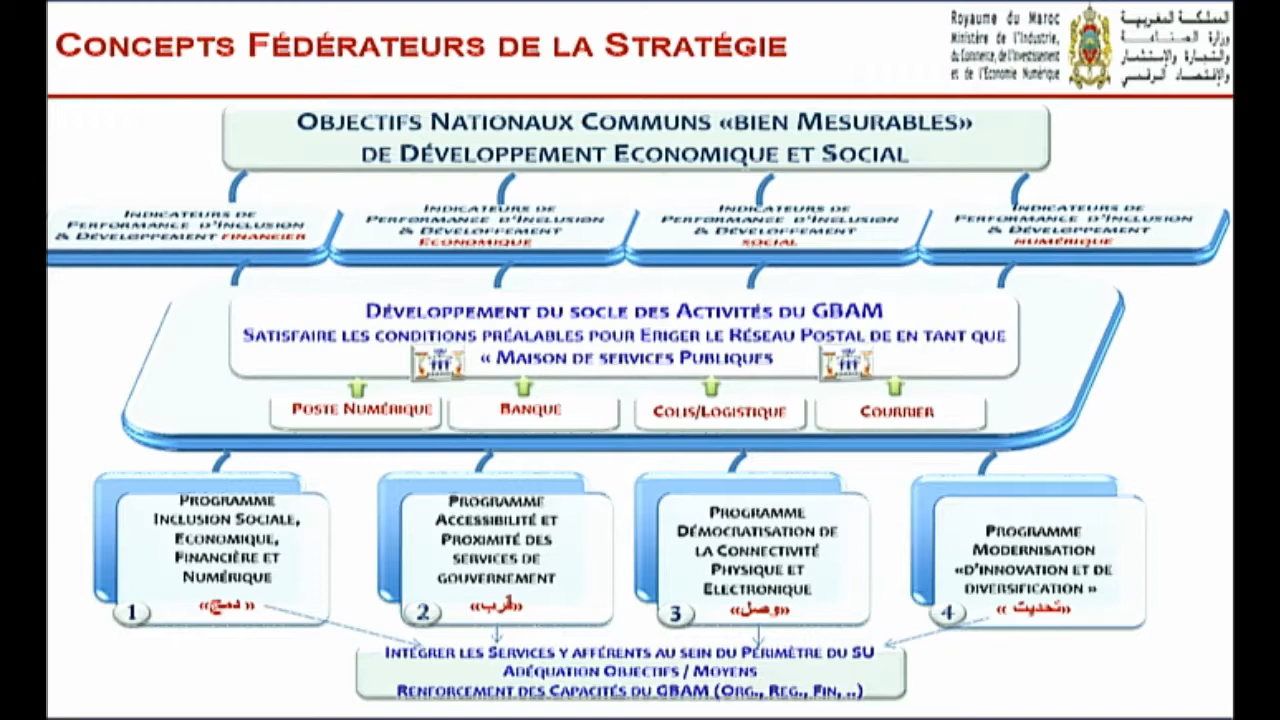 CONCEPTS FÉDÉRATEURS DE LA STRATÉGIE
Royaume du Maroc
Ministère de l'Industrie,
du Commerce, de l'Investissement
et de l'Economie Numérique
المملكة المغربية
وزارة الصناعة
والتجارة والإستثمار
والإقتصاد الرقمي
OBJECTIFS NATIONAUX COMMUNS «BIEN MESURABLES»
DE DÉVELOPPEMENT ECONOMIQUE ET SOCIAL
INDICATEURS DE
PERFORMANCE D'INCLUSION
& DÉVELOPPEMENT FINANCIER
INDICATEURS DE
PERFORMANCE D'INCLUSION
& DÉVELOPPEMENT
ECONOMIQUE
INDICATEURS DE
PERFORMANCE D'INCLUSION
& DÉVELOPPEMENT
SOCIAL
INDICATEURS DE
PERFORMANCE D'INCLUSION
& DÉVELOPPEMENT
NUMÉRIQUE
DÉVELOPPEMENT DU SOCLE DES ACTIVITÉS DU GBAM
SATISFAIRE LES CONDITIONS PRÉALABLES POUR ERIGER LE RÉSEAU POSTAL DE EN TANT QUE
« MAISON DE SERVICES PUBLIQUES
POSTE NUMÉRIQUE
BANQUE
COLIS/LOGISTIQUE
COURRIER
PROGRAMME
INCLUSION SOCIALE,
ECONOMIQUE,
FINANCIÈRE ET
NUMÉRIQUE
«دمج»
1
PROGRAMME
ACCESSIBILITÉ ET
PROXIMITÉ DES
SERVICES DE
GOUVERNEMENT
«قرب»
2
PROGRAMME
DÉMOCRATISATION DE
LA CONNECTIVITÉ
PHYSIQUE ET
ELECTRONIQUE
«وصل»
3
PROGRAMME
MODERNISATION
«D'INNOVATION ET DE
DIVERSIFICATION »
«تحديث »
4
INTÉGRER LES SERVICES Y AFFÉRENTS AU SEIN DU PÉRIMÈTRE DU SU
ADÉQUATION OBJECTIFS / MOYENS
RENFORCEMENT DES CAPACITÉS DU GBAM (ORG., REG., FIN, ..)